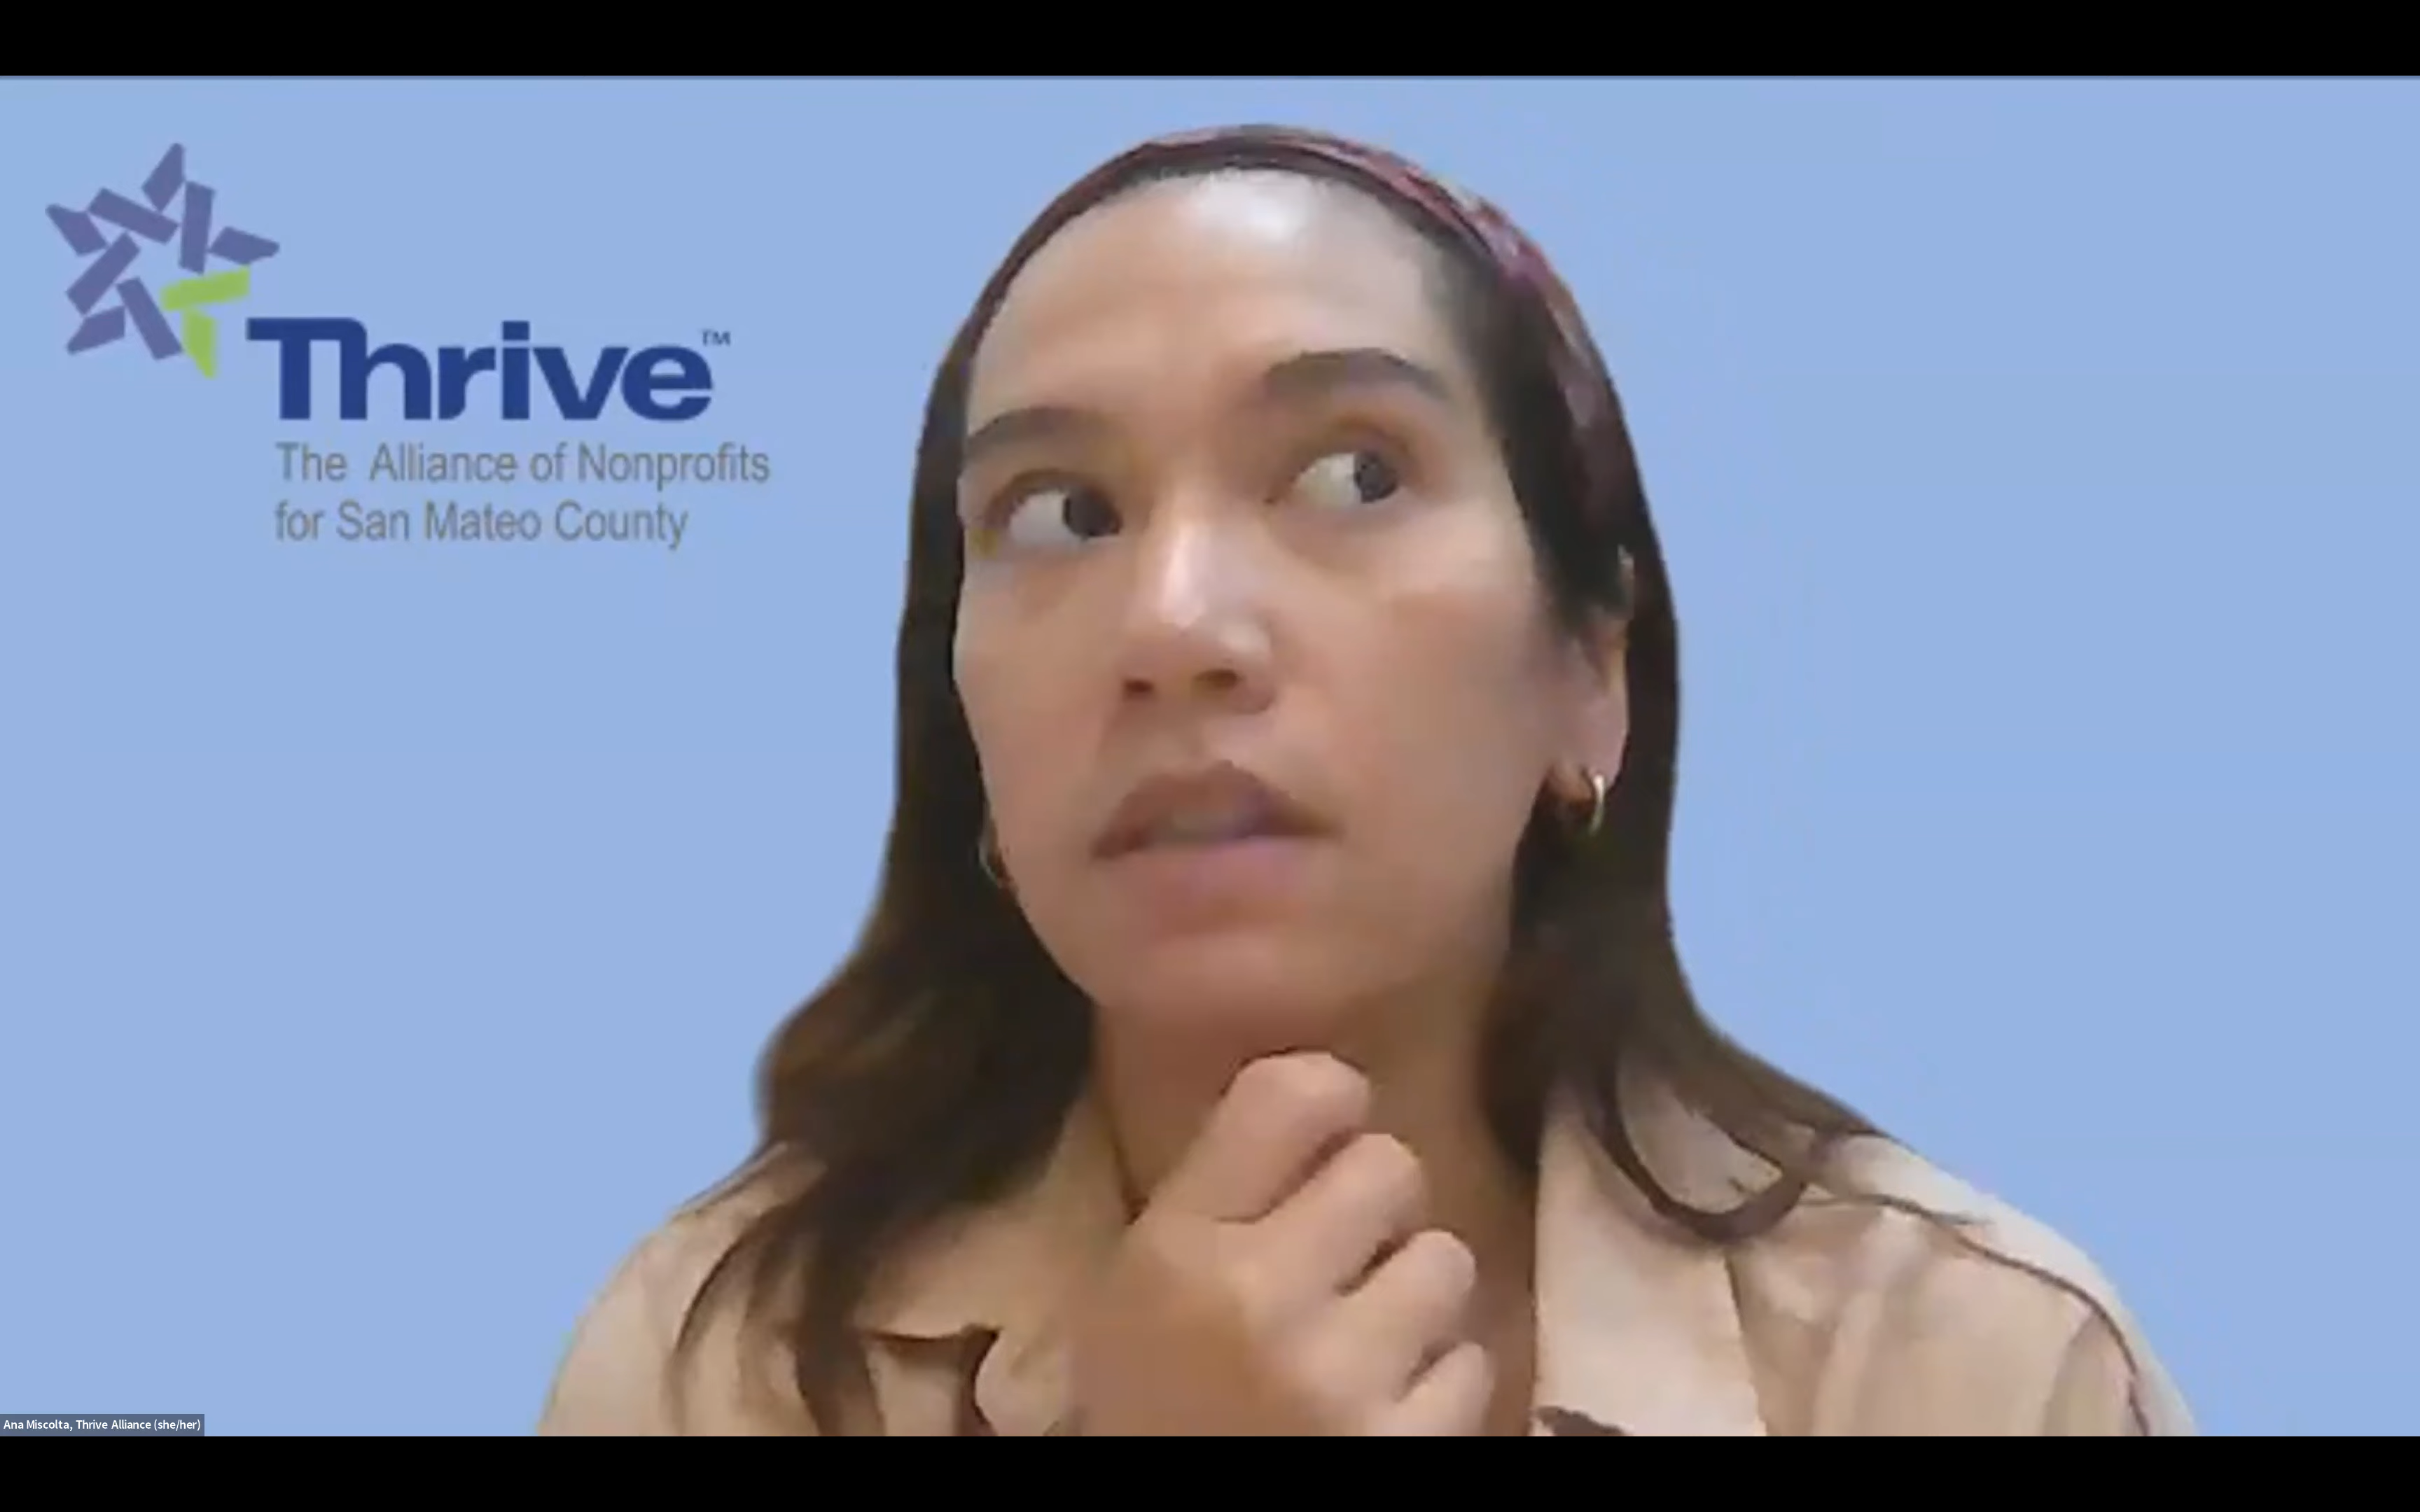 Thrive™
The Alliance of Nonprofits
for San Mateo County
Ana Miscolta, Thrive Alliance (she/her)